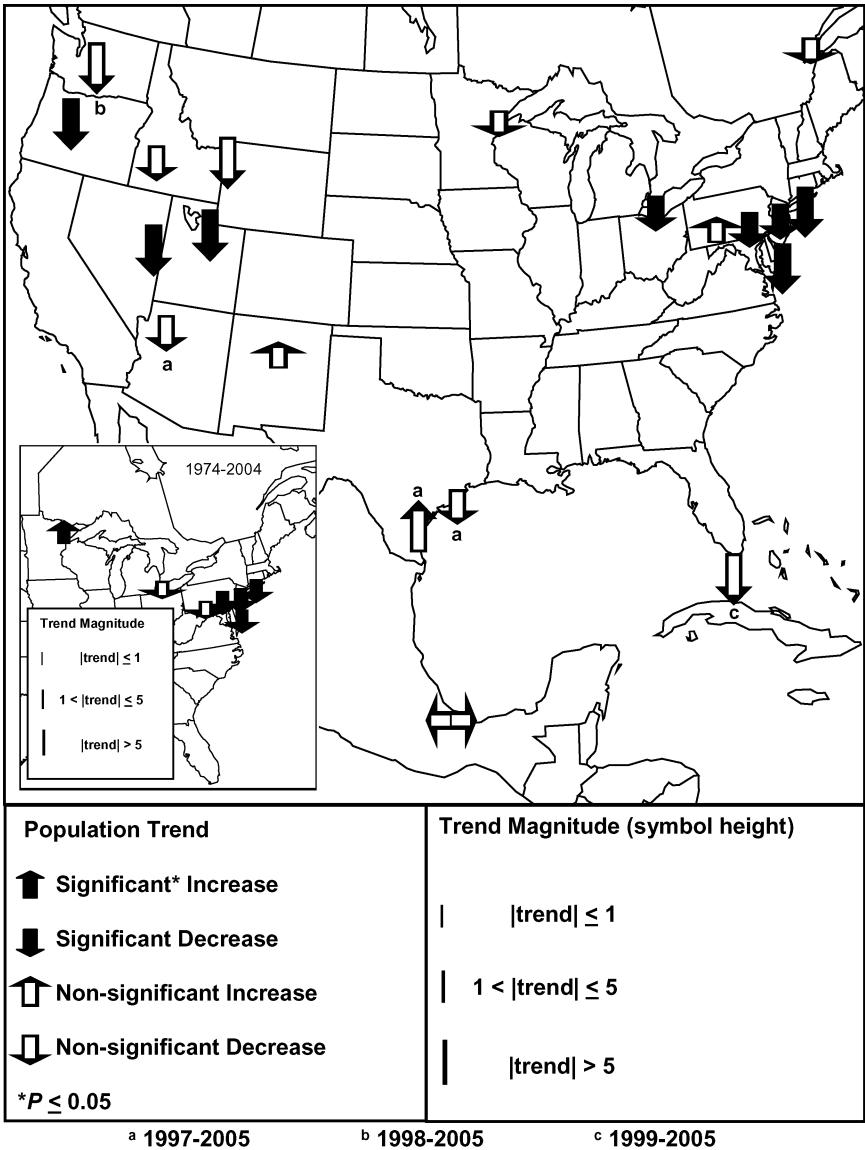 b
a
a
a
c
1974-2004
Trend Magnitude
|trend| ≤ 1
1 < |trend| ≤ 5
|trend| > 5
Population Trend
Significant* Increase
Significant Decrease
Non-significant Increase
Non-significant Decrease
*P ≤ 0.05
Trend Magnitude (symbol height)
|trend| ≤ 1
1 < |trend| ≤ 5
|trend| > 5
a 1997-2005 b 1998-2005 c 1999-2005